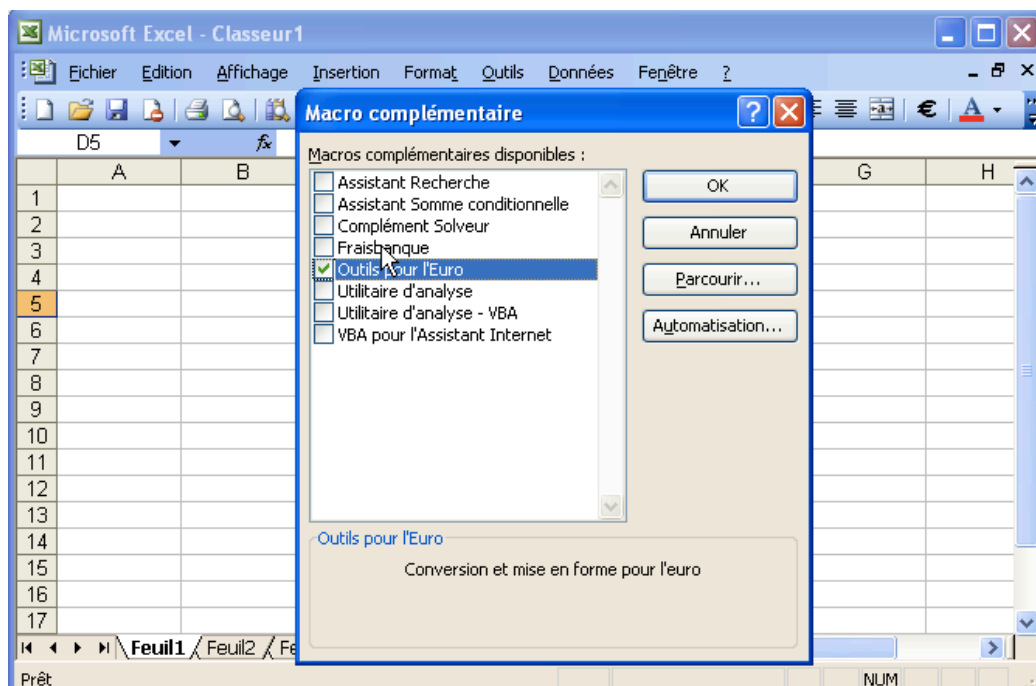 Microsoft Excel - Classeur1
Fichier Edition Affichage Insertion Format Outils Données Fenêtre ?
€ A
D5 fx
A B G H
Macro complémentaire
Macros complémentaires disponibles :
Assistant Recherche
Assistant Somme conditionnelle
Complément Solveur
Fraisbanque
Outils pour l'Euro
Utilitaire d'analyse
Utilitaire d'analyse - VBA
VBA pour l'Assistant Internet
OK
Annuler
Parcourir...
Automatisation...
Outils pour l'Euro
Conversion et mise en forme pour l'euro
1
2
3
4
5
6
7
8
9
10
11
12
13
14
15
16
17
Feuil1 Feuil2 Fe
Prêt NUM